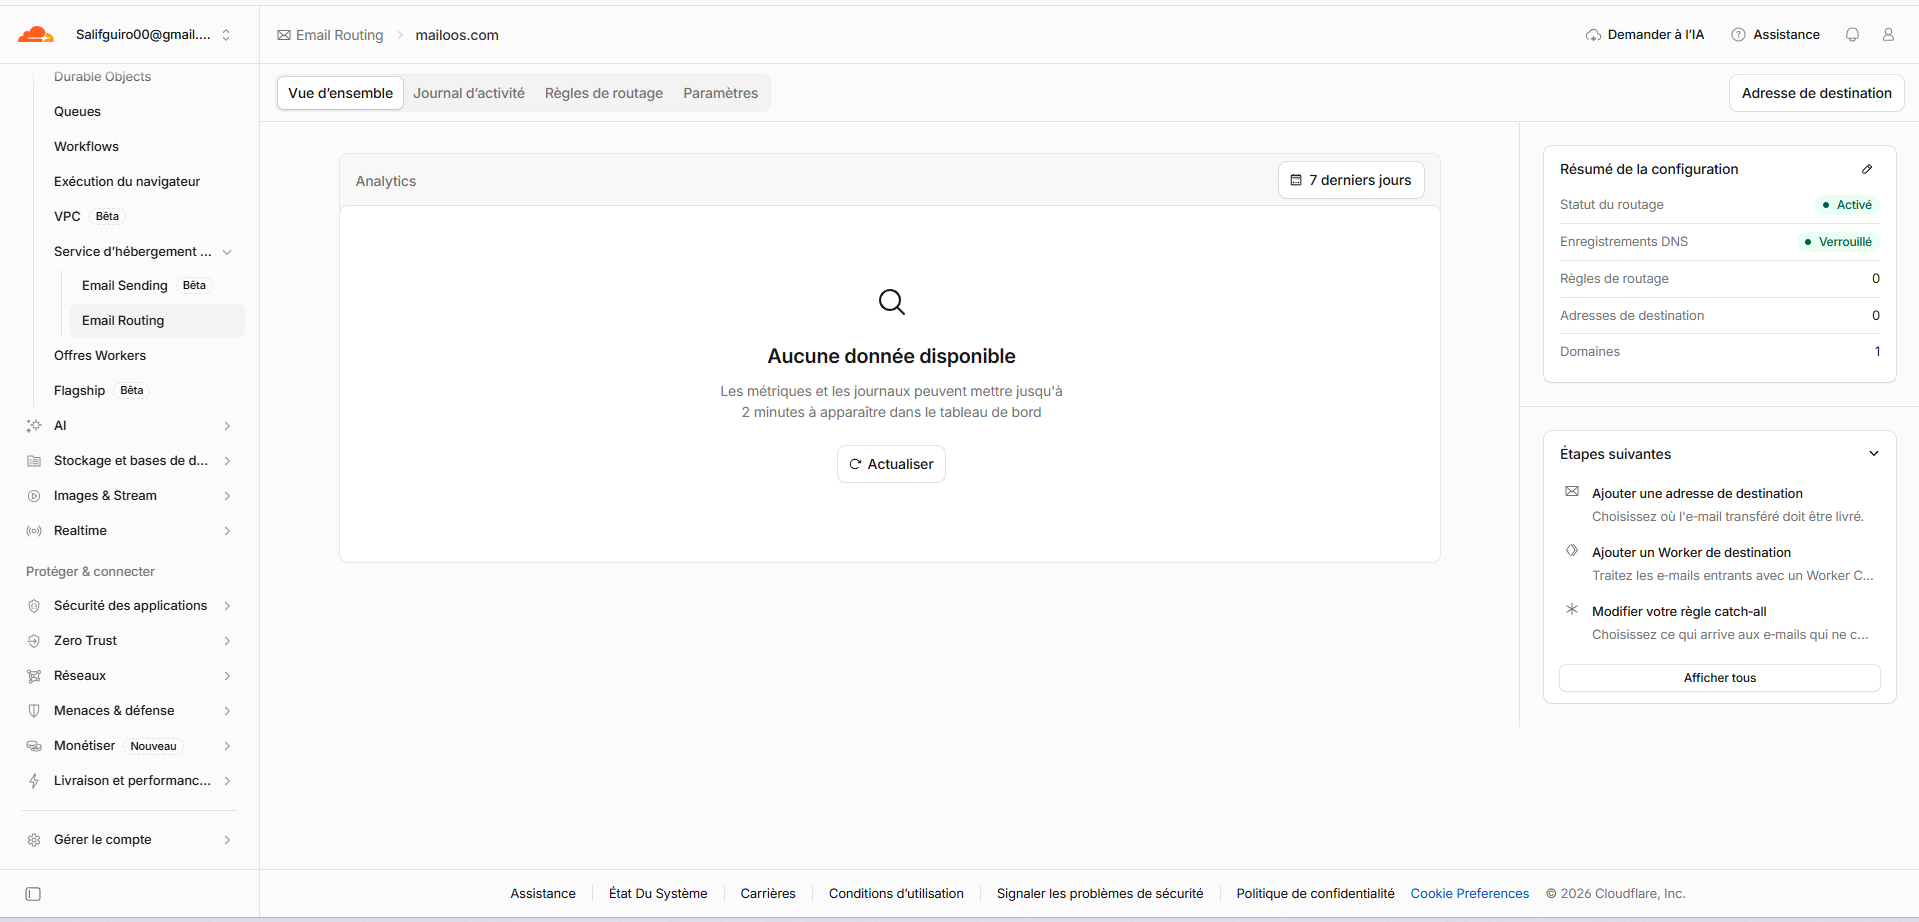 Salifguiro00@gmail....
Email Routing
mailoos.com
Demander à l'IA
Assistance
Durable Objects
Queues
Workflows
Exécution du navigateur
VPC Bêta
Service d'hébergement ...
Email Sending Bêta
Email Routing
Offres Workers
Flagship Bêta
AI
Stockage et bases de d...
Images & Stream
Realtime
Protéger & connecter
Sécurité des applications
Zero Trust
Réseaux
Menaces & défense
Monétiser Nouveau
Livraison et performanc...
Gérer le compte
Vue d'ensemble
Journal d'activité
Règles de routage
Paramètres
Adresse de destination
Analytics
7 derniers jours
Aucune donnée disponible
Les métriques et les journaux peuvent mettre jusqu'à
2 minutes à apparaître dans le tableau de bord
Actualiser
Résumé de la configuration
Statut du routage Activé
Enregistrements DNS Verrouillé
Règles de routage 0
Adresses de destination 0
Domaines 1
Étapes suivantes
Ajouter une adresse de destination
Choisissez où l'e-mail transféré doit être livré.
Ajouter un Worker de destination
Traitez les e-mails entrants avec un Worker C...
Modifier votre règle catch-all
Choisissez ce qui arrive aux e-mails qui ne c...
Afficher tous
Assistance
État Du Système
Carrières
Conditions d'utilisation
Signaler les problèmes de sécurité
Politique de confidentialité
Cookie Preferences
© 2026 Cloudflare, Inc.